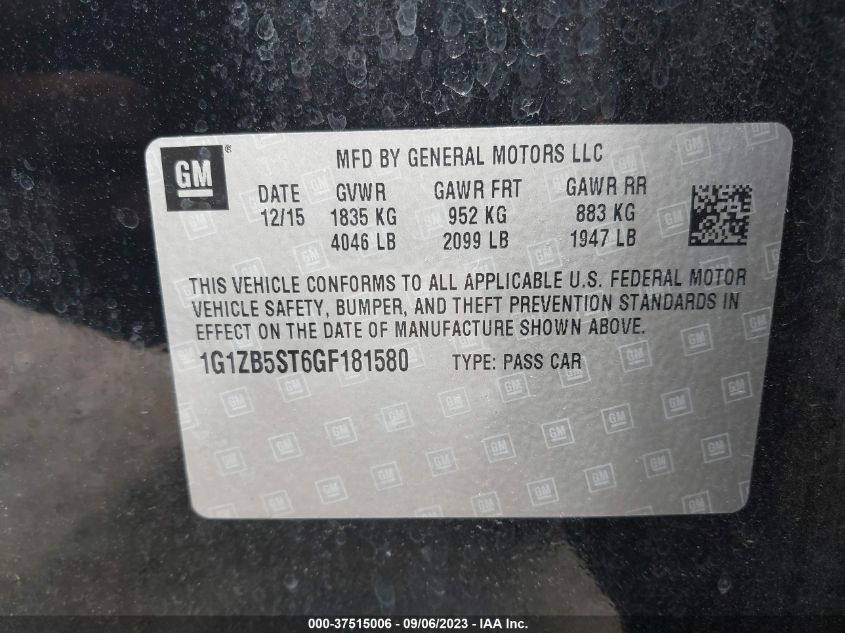 GM ® MFD BY GENERAL MOTORS LLC
DATE GVWR GAWR FRT GAWR RR
12/15 1835 KG 952 KG 883 KG
4046 LB 2099 LB 1947 LB
THIS VEHICLE CONFORMS TO ALL APPLICABLE U.S. FEDERAL MOTOR
VEHICLE SAFETY, BUMPER, AND THEFT PREVENTION STANDARDS IN
EFFECT ON THE DATE OF MANUFACTURE SHOWN ABOVE.
1G1ZB5ST6GF181580 TYPE: PASS CAR
000-37515006 - 09/06/2023 - IAA Inc.